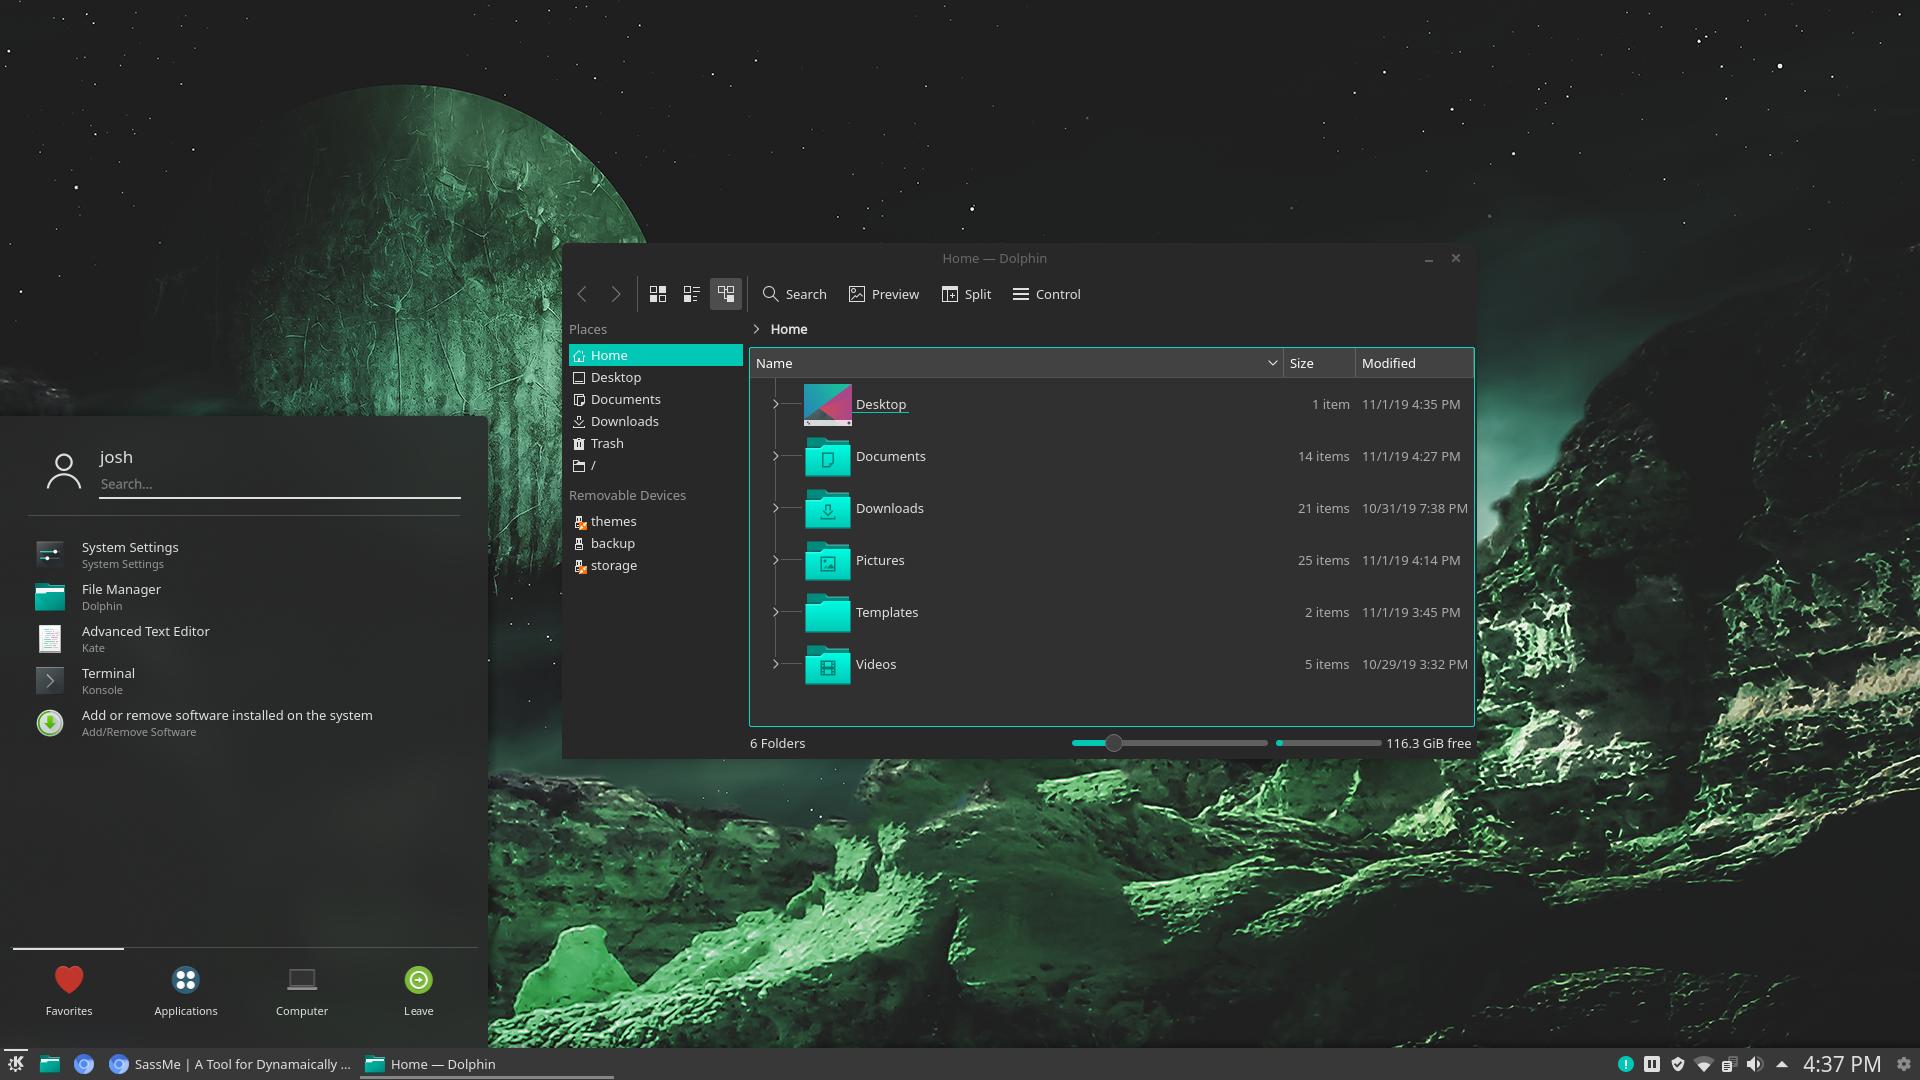 Home — Dolphin
Search
Preview
Split
Control
Places
Home
Desktop
Documents
Downloads
Trash
/
Removable Devices
themes
backup
storage
Home
Name Size Modified
Desktop 1 item 11/1/19 4:35 PM
Documents 14 items 11/1/19 4:27 PM
Downloads 21 items 10/31/19 7:38 PM
Pictures 25 items 11/1/19 4:14 PM
Templates 2 items 11/1/19 3:45 PM
Videos 5 items 10/29/19 3:32 PM
6 Folders 116.3 GiB free
josh
Search...
System Settings
System Settings
File Manager
Dolphin
Advanced Text Editor
Kate
Terminal
Konsole
Add or remove software installed on the system
Add/Remove Software
Favorites
Applications
Computer
Leave
SassMe | A Tool for Dynamaically ...
Home — Dolphin
4:37 PM